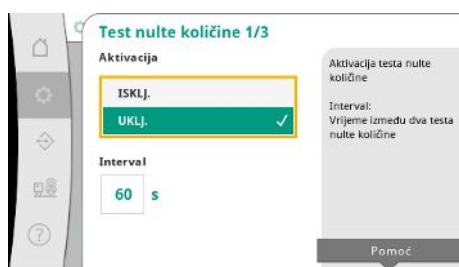 Test nulte količine 1/3
Aktivacija
ISKLJ.
UKLJ.
Interval
60 s
Aktivacija testa nulte
količine
Interval:
Vrijeme između dva testa
nulte količine
Pomoć
?